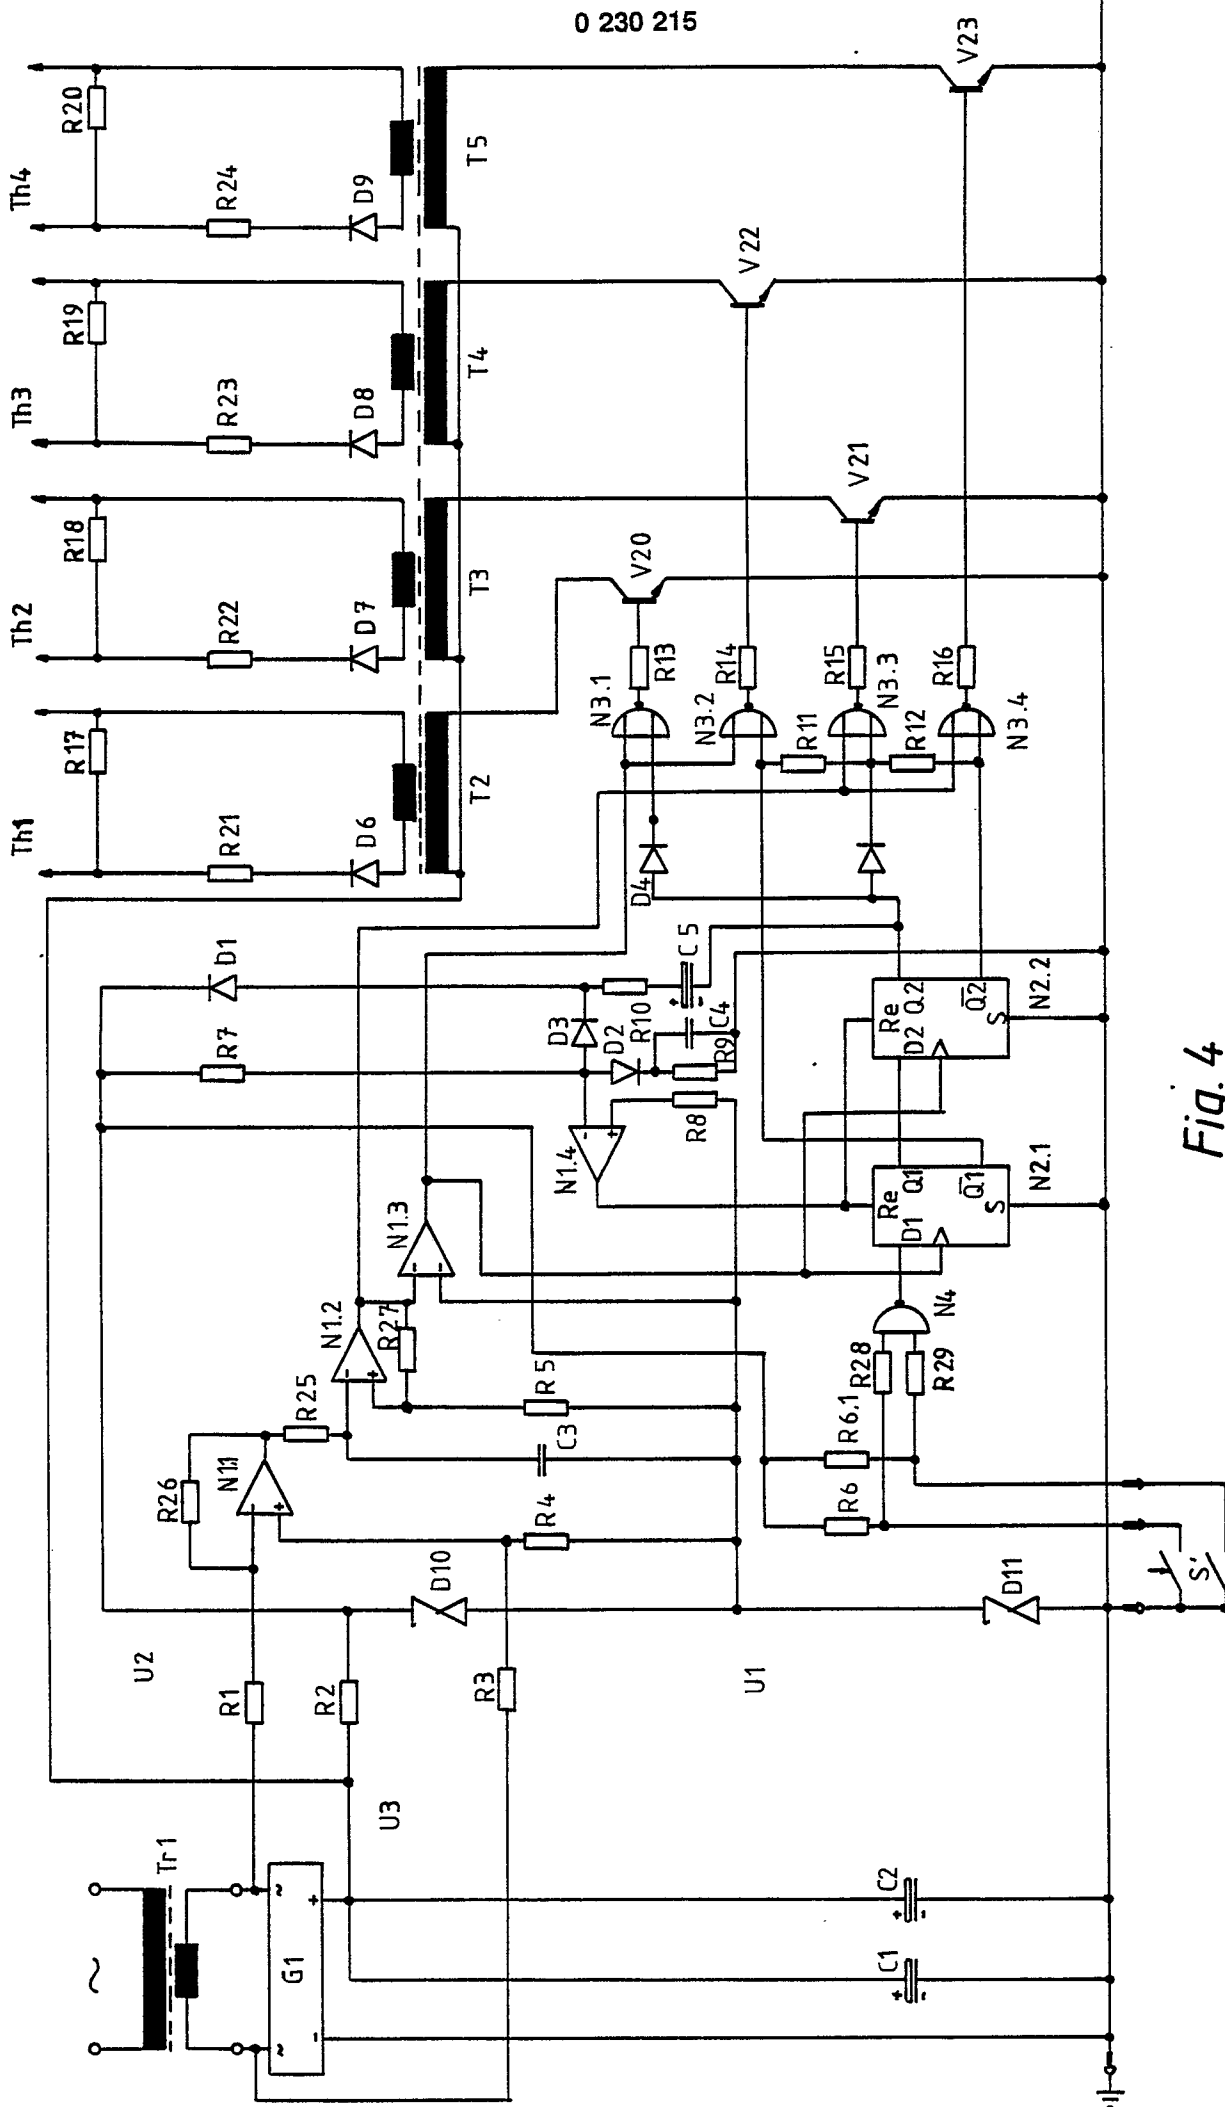 0 230 215
Th1
Th2
Th3
Th4
R17
R18
R19
R20
R21
R22
R23
R24
D6
D7
D8
D9
T2
T3
T4
T5
V20
V21
V22
V23
D1
R7
D3
D2
R10
C5
+
-
C4
R9
R8
D4
N3.1
N3.2
N3.3
N3.4
R13
R14
R15
R16
R11
R12
N1.4
-
+
N1.3
-
-
N1.2
-
+
R27
R25
R26
N1.1
-
+
R5
C3
R4
D10
D11
U2
U1
U3
R1
R2
R3
Re
D1
Q1
Q̅1
S
N2.1
Re
D2
Q2
Q̅2
S
N2.2
N4
R28
R29
R6.1
R6
S'
Tr1
~
G1
~
~
+
-
C2
+
-
C1
+
-
Fig. 4